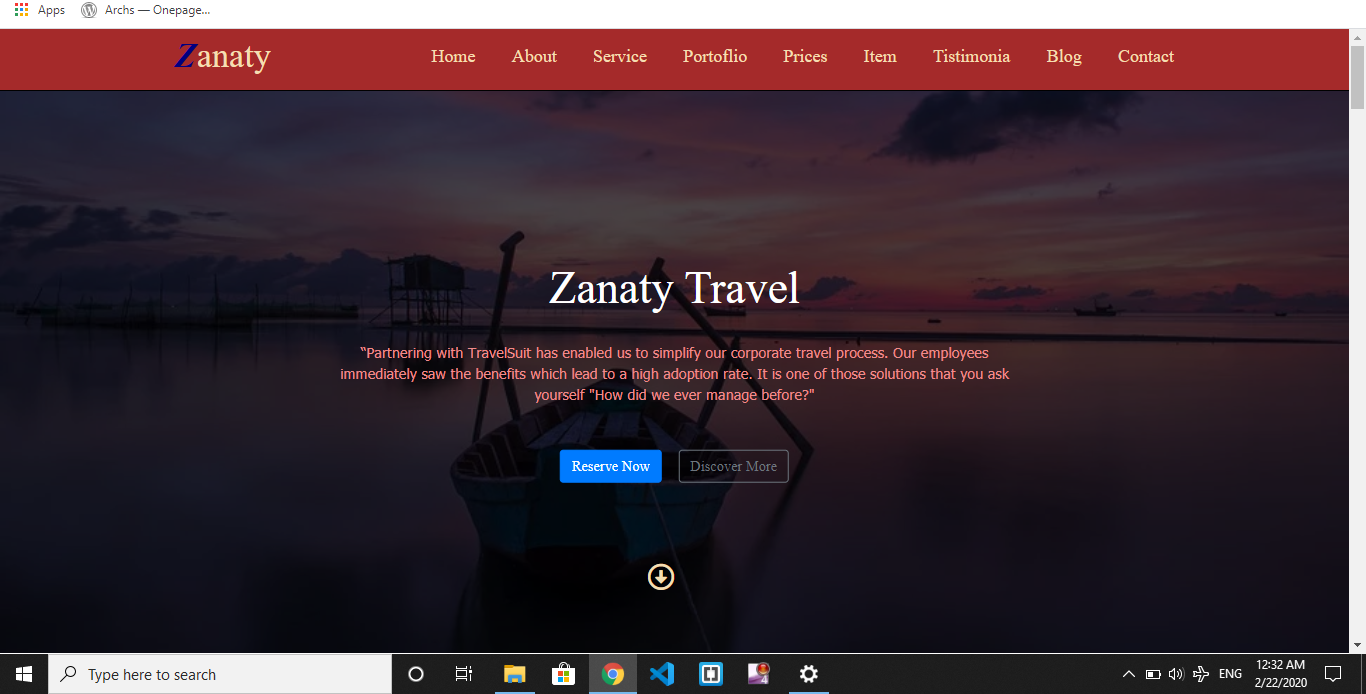 Apps Archs — Onepage...
Zanaty Home About Service Portoflio Prices Item Tistimonia Blog Contact
Zanaty Travel
“Partnering with TravelSuit has enabled us to simplify our corporate travel process. Our employees
immediately saw the benefits which lead to a high adoption rate. It is one of those solutions that you ask
yourself "How did we ever manage before?"
Reserve Now Discover More
Type here to search 4 ENG 12:32 AM
2/22/2020